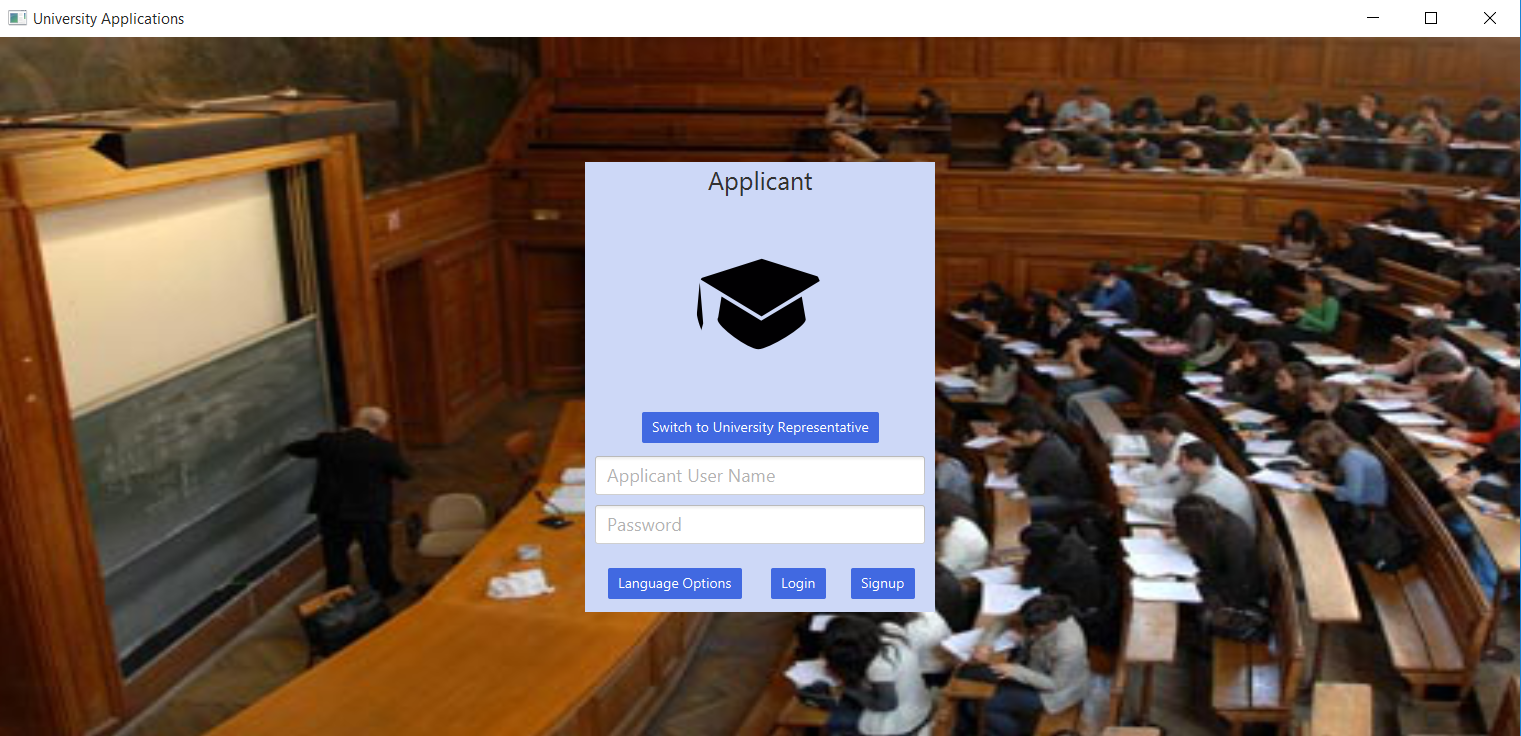 University Applications
Applicant
Switch to University Representative
Applicant User Name
Password
Language Options
Login
Signup